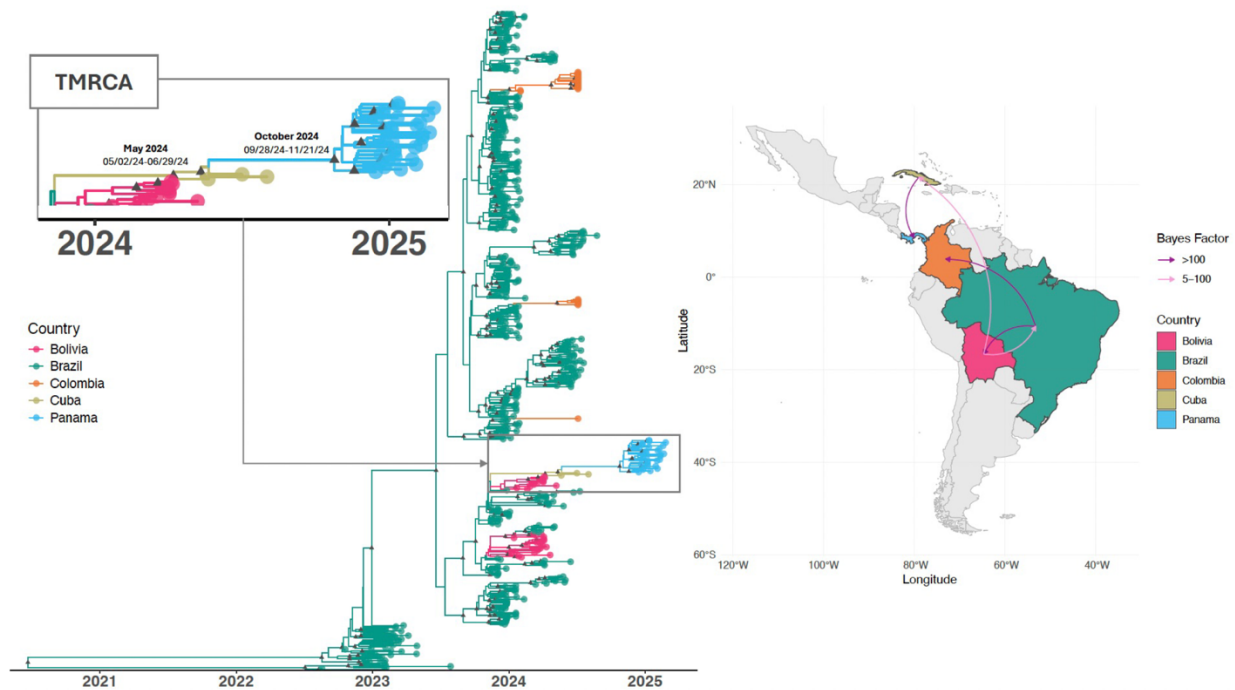 TMRCA
May 2024
05/02/24-06/29/24
October 2024
09/28/24-11/21/24
2024
2025
Country
Bolivia
Brazil
Colombia
Cuba
Panama
2021
2022
2023
2024
2025
20°N
0°
20°S
40°S
60°S
Latitude
120°W
100°W
80°W
60°W
40°W
Longitude
Bayes Factor
>100
5–100
Country
Bolivia
Brazil
Colombia
Cuba
Panama